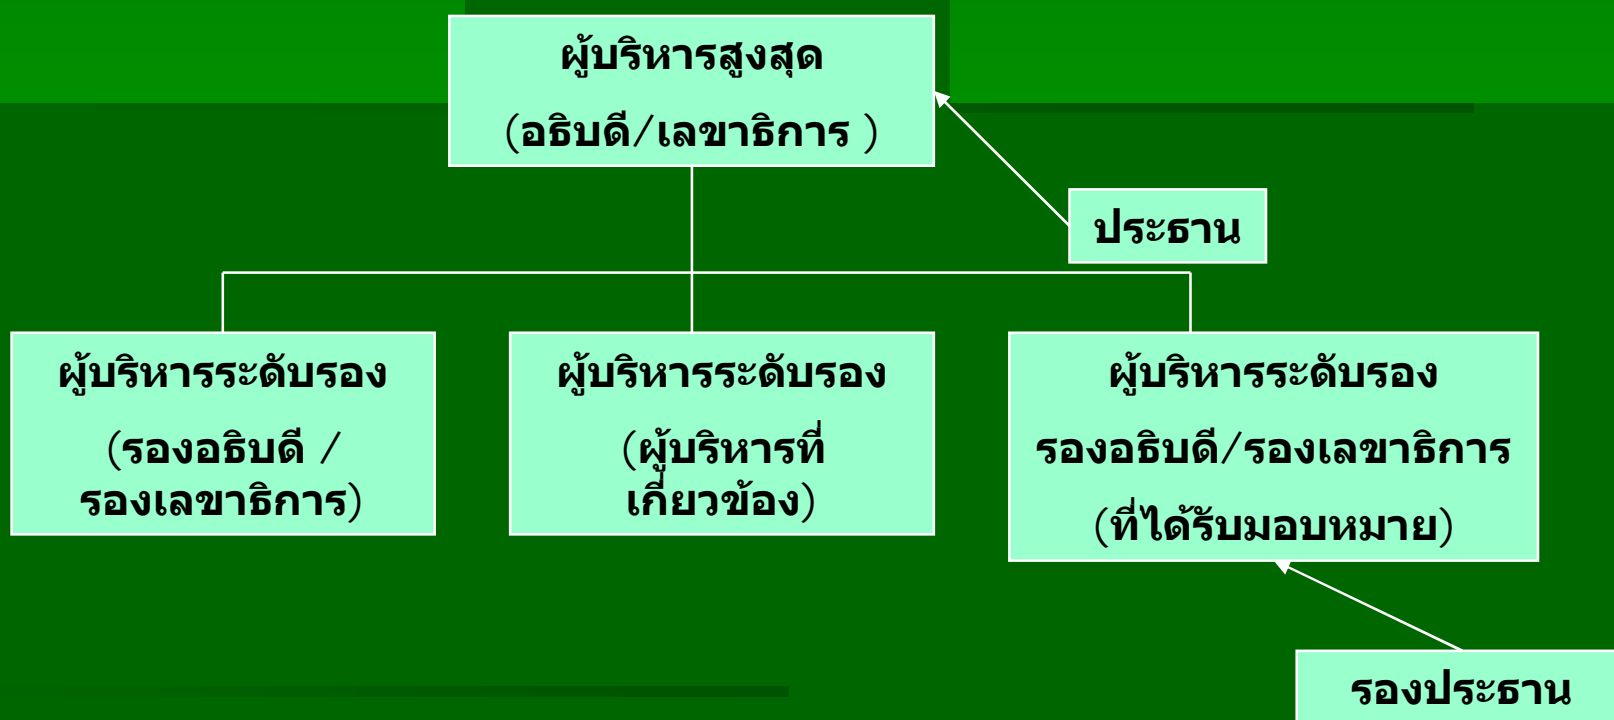 ผู้บริหารสูงสุด
(อธิบดี/เลขาธิการ )
ประธาน
ผู้บริหารระดับรอง
(รองอธิบดี /
รองเลขาธิการ)
ผู้บริหารระดับรอง
(ผู้บริหารที่
เกี่ยวข้อง)
ผู้บริหารระดับรอง
รองอธิบดี/รองเลขาธิการ
(ที่ได้รับมอบหมาย)
รองประธาน